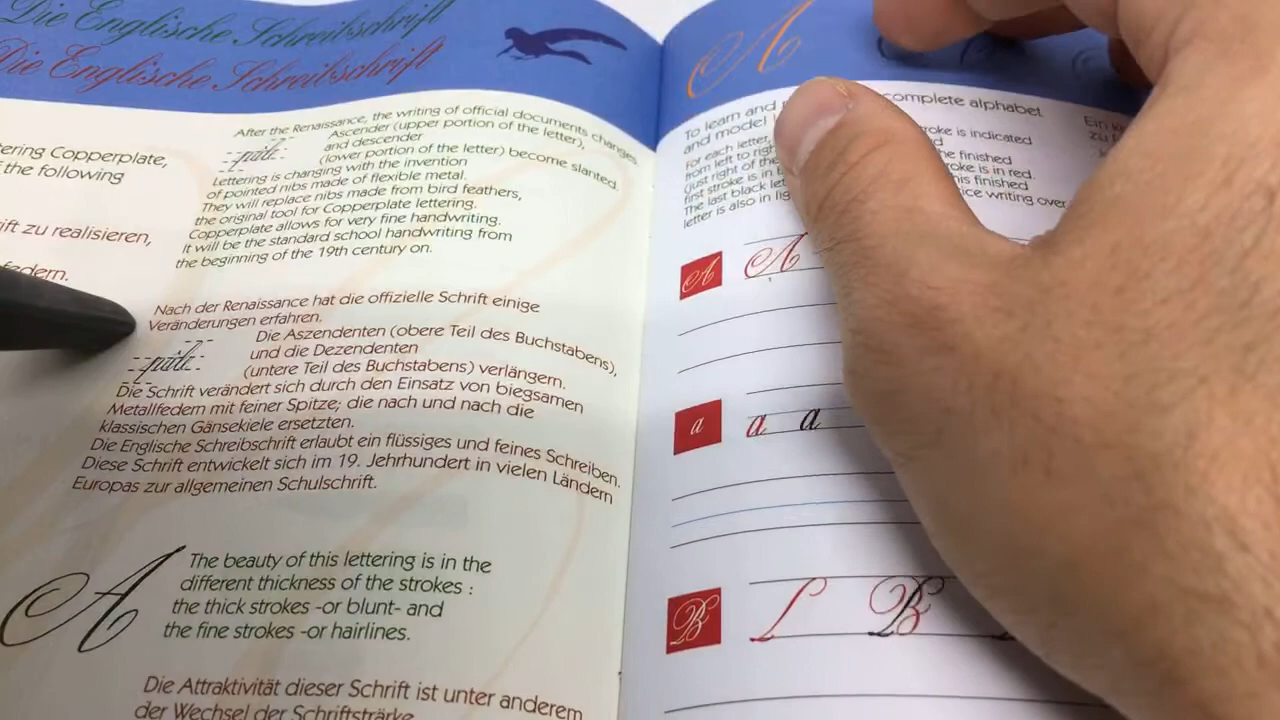 Die Englische Schreibschrift
Die Englische Schreibschrift
tering Copperplate,
f the following
ift zu realisieren,
federn.
After the Renaissance, the writing of official documents changes.
Ascender (upper portion of the letter),
and descender
(lower portion of the letter) become slanted.
Lettering is changing with the invention
of pointed nibs made of flexible metal.
They will replace nibs made from bird feathers,
the original tool for Copperplate lettering.
Copperplate allows for very fine handwriting.
It will be the standard school handwriting from
the beginning of the 19th century on.
Nach der Renaissance hat die offizielle Schrift einige
Veränderungen erfahren.
Die Aszendenten (obere Teil des Buchstabens),
und die Dezendenten
(untere Teil des Buchstabens) verlängern.
Die Schrift verändert sich durch den Einsatz von biegsamen
Metallfedern mit feiner Spitze; die nach und nach die
klassischen Gänsekiele ersetzten.
Die Englische Schreibschrift erlaubt ein flüssiges und feines Schreiben.
Diese Schrift entwickelt sich im 19. Jehrhundert in vielen Ländern
Europas zur allgemeinen Schulschrift.
A
The beauty of this lettering is in the
different thickness of the strokes :
the thick strokes -or blunt- and
the fine strokes -or hairlines.
Die Attraktivität dieser Schrift ist unter anderem
der Wechsel der Schriftstärke
A
To learn and complete alphabet
and model
For each letter, stroke is indicated
from left to right
(just right of the the finished
first stroke is in stroke is in red.
The last black let this finished
letter is also in lig writing over
A A
a a a
B B